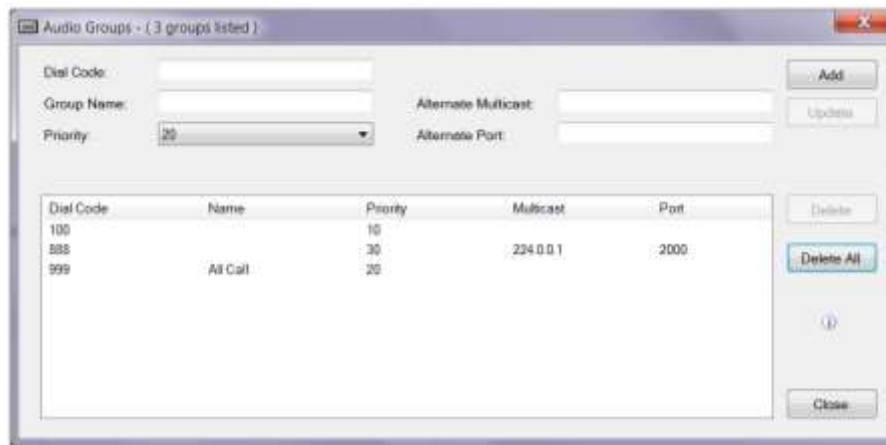 Audio Groups - ( 3 groups listed )
Dial Code:
Add
Group Name:
Alternate Multicast:
Update
Priority:
20
Alternate Port:
Dial Code Name Priority Multicast Port
Delete
100 10
888 30 224.0.0.1 2000
999 All Call 20
Delete All
Close